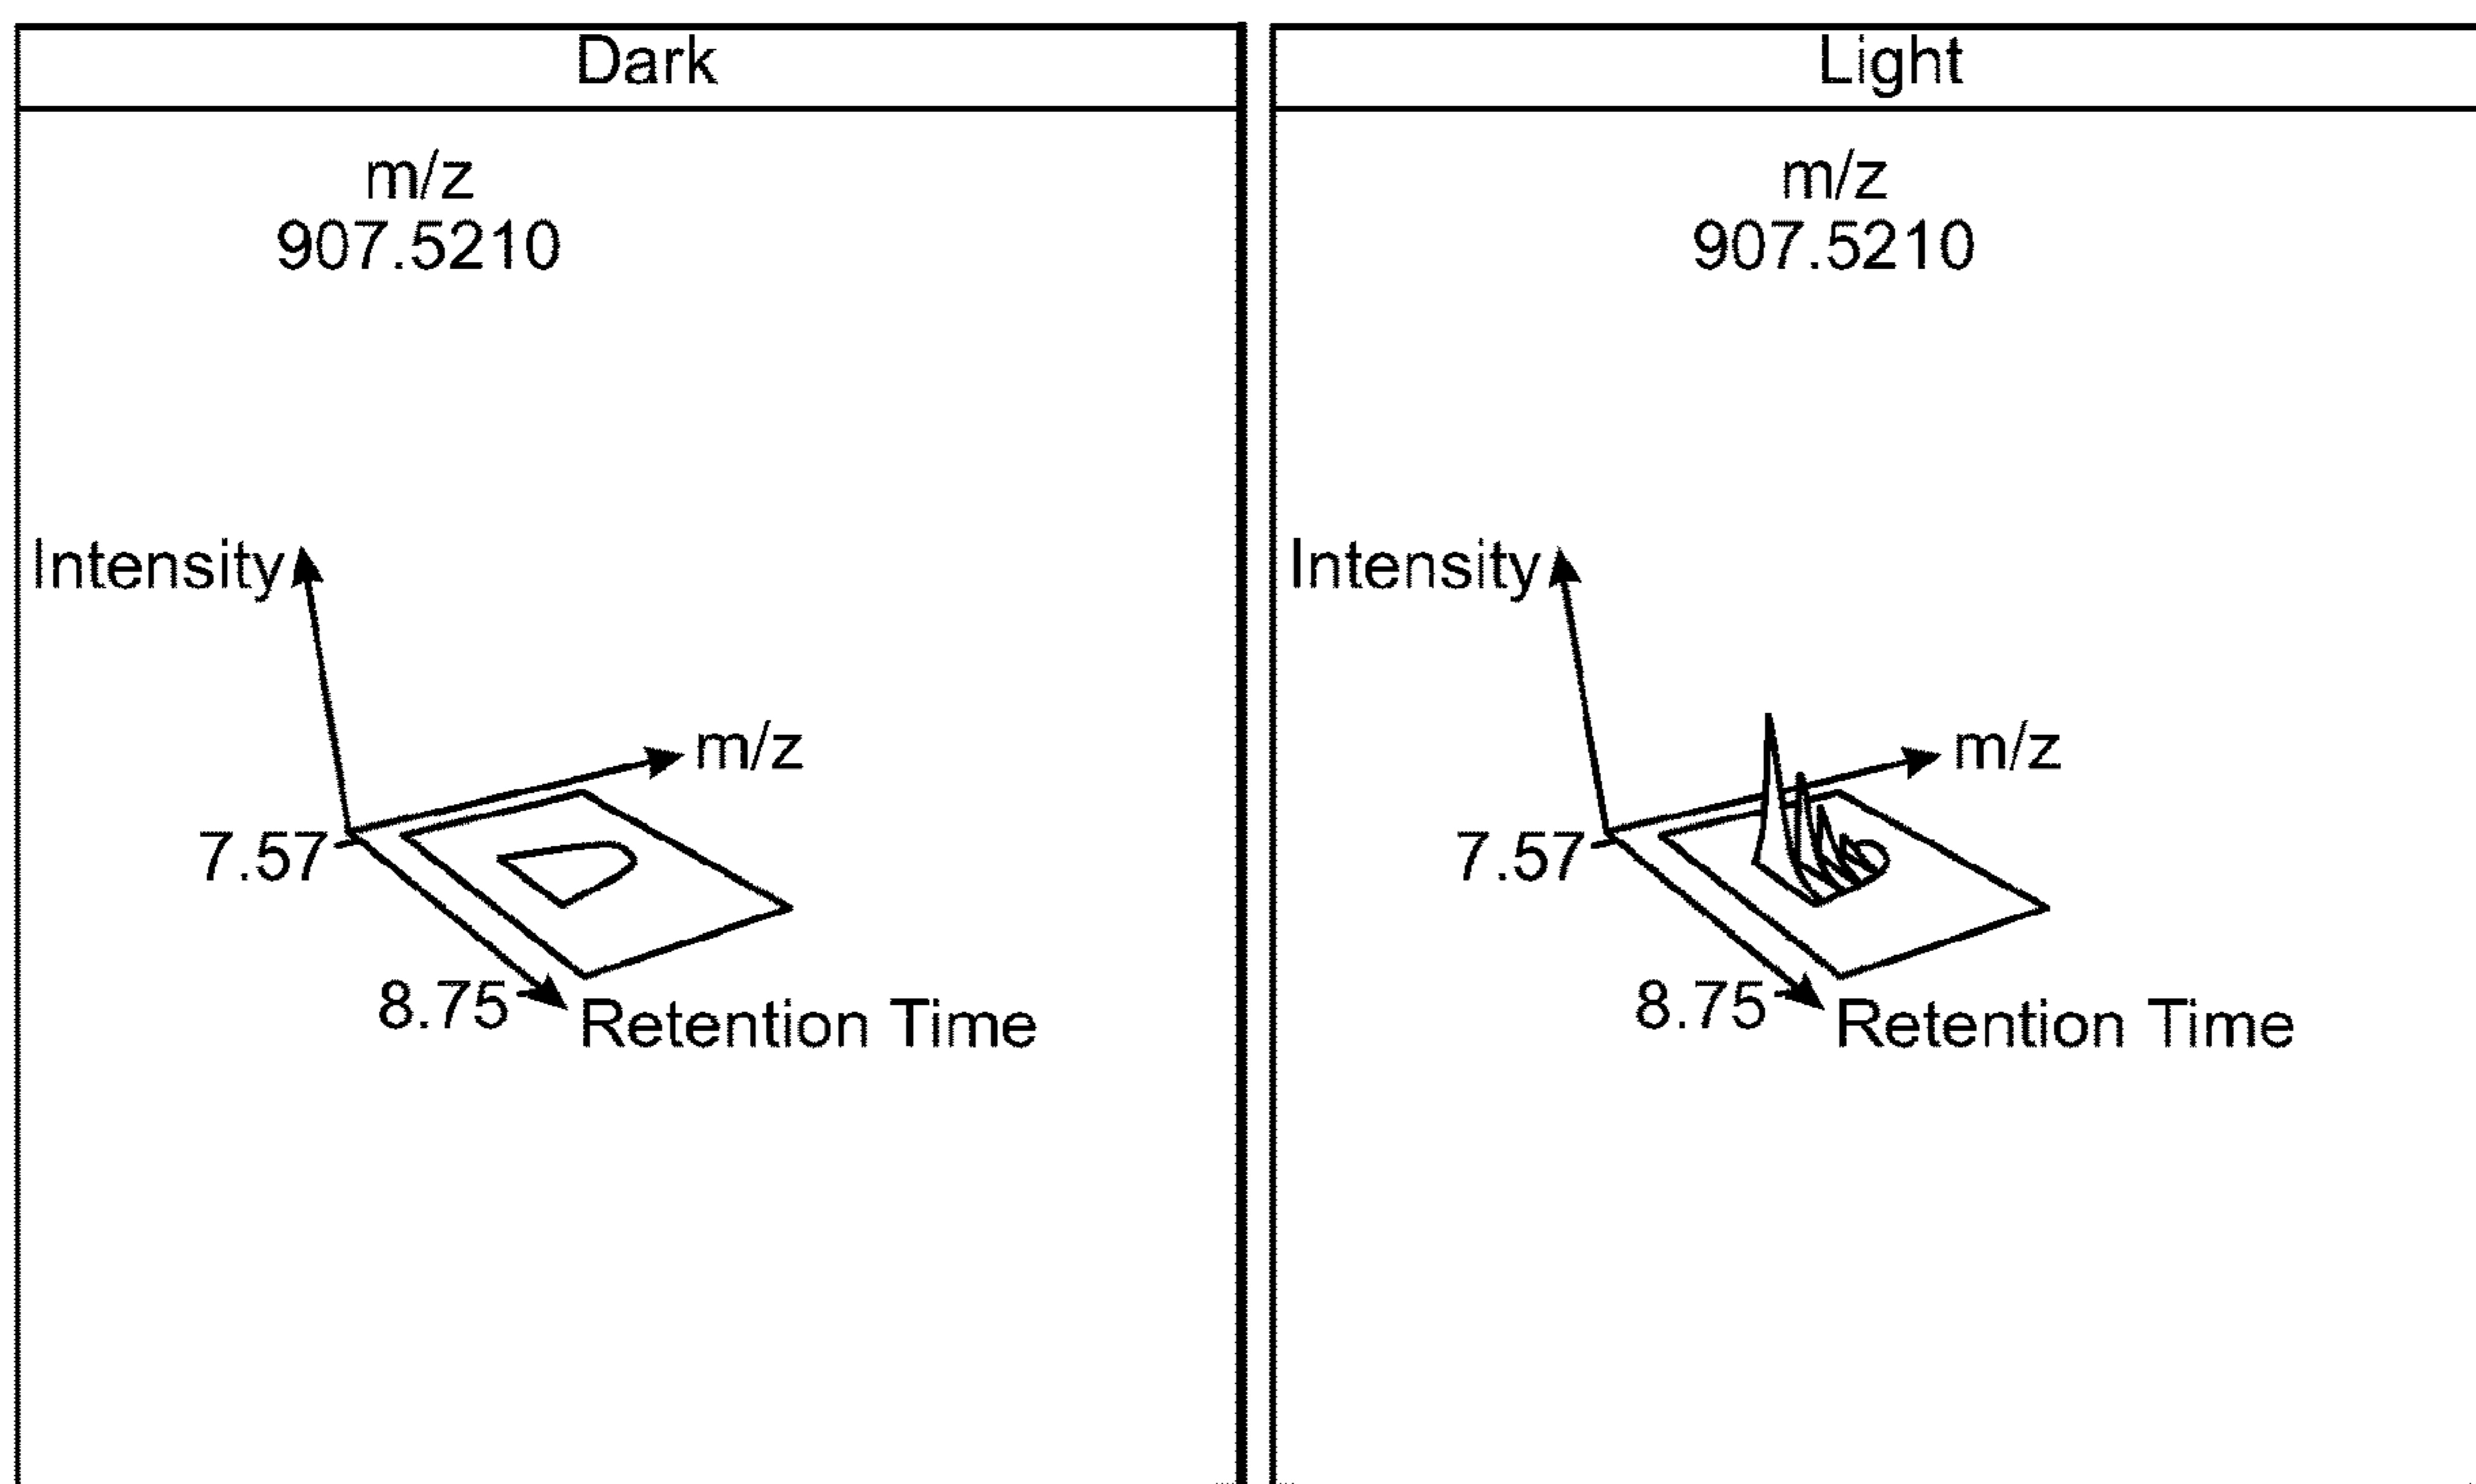 Dark
m/z
907.5210
Intensity
m/z
7.57
8.75
Retention Time
Light
m/z
907.5210
Intensity
m/z
7.57
8.75
Retention Time